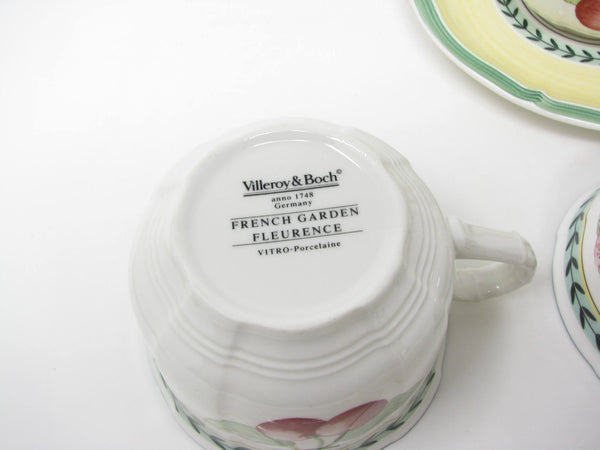 Villeroy & Boch©
anno 1748
Germany
FRENCH GARDEN
FLEURENCE
VITRO-Porcelaine